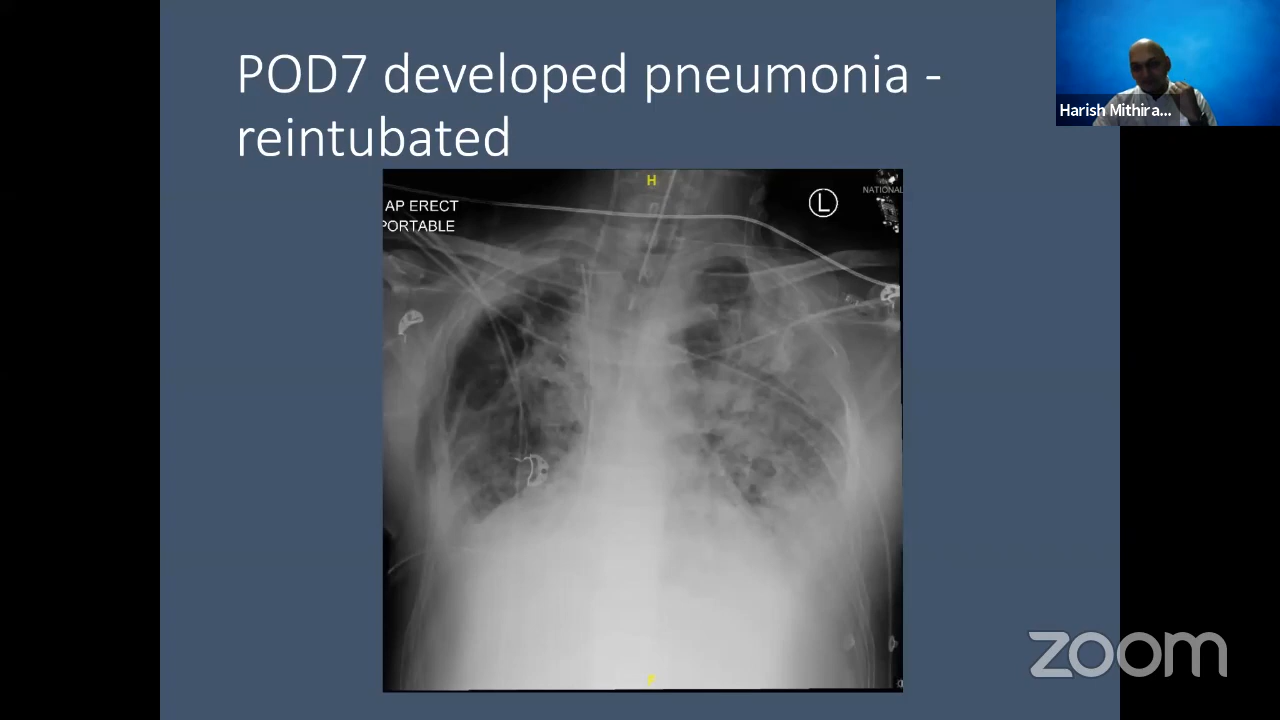 POD7 developed pneumonia -
reintubated
Harish Mithira...
H
AP ERECT
PORTABLE
L
NATIONAL
F
zoom